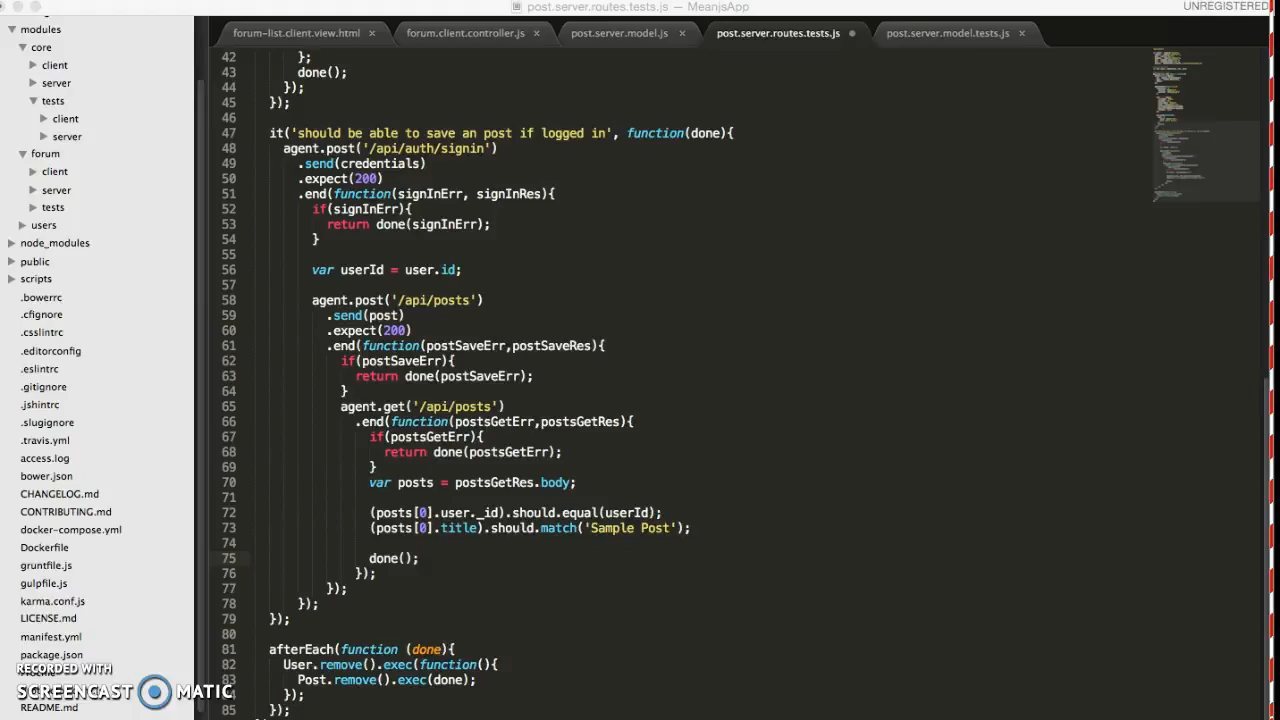 post.server.routes.tests.js — MeanjsApp
UNREGISTERED
forum-list.client.view.html ×
forum.client.controller.js ×
post.server.model.js ×
post.server.routes.tests.js
post.server.model.tests.js ×
modules
core
client
server
tests
client
server
forum
client
server
tests
users
node_modules
public
scripts
.bowerrc
.cfignore
.csslintrc
.editorconfig
.eslintrc
.gitignore
.jshintrc
.slugignore
.travis.yml
access.log
bower.json
CHANGELOG.md
CONTRIBUTING.md
docker-compose.yml
Dockerfile
gruntfile.js
gulpfile.js
karma.conf.js
LICENSE.md
manifest.yml
package.json
README.md
42 };
43 done();
44 });
45 });
46
47 it('should be able to save an post if logged in', function(done){
48 agent.post('/api/auth/signin')
49 .send(credentials)
50 .expect(200)
51 .end(function(signInErr, signInRes){
52 if(signInErr){
53 return done(signInErr);
54 }
55
56 var userId = user.id;
57
58 agent.post('/api/posts')
59 .send(post)
60 .expect(200)
61 .end(function(postSaveErr,postSaveRes){
62 if(postSaveErr){
63 return done(postSaveErr);
64 }
65 agent.get('/api/posts')
66 .end(function(postsGetErr,postsGetRes){
67 if(postsGetErr){
68 return done(postsGetErr);
69 }
70 var posts = postsGetRes.body;
71
72 (posts[0].user._id).should.equal(userId);
73 (posts[0].title).should.match('Sample Post');
74
75 done();
76 });
77 });
78 });
79 });
80
81 afterEach(function (done){
82 User.remove().exec(function(){
83 Post.remove().exec(done);
});
85 });
RECORDED WITH
SCREENCAST MATIC